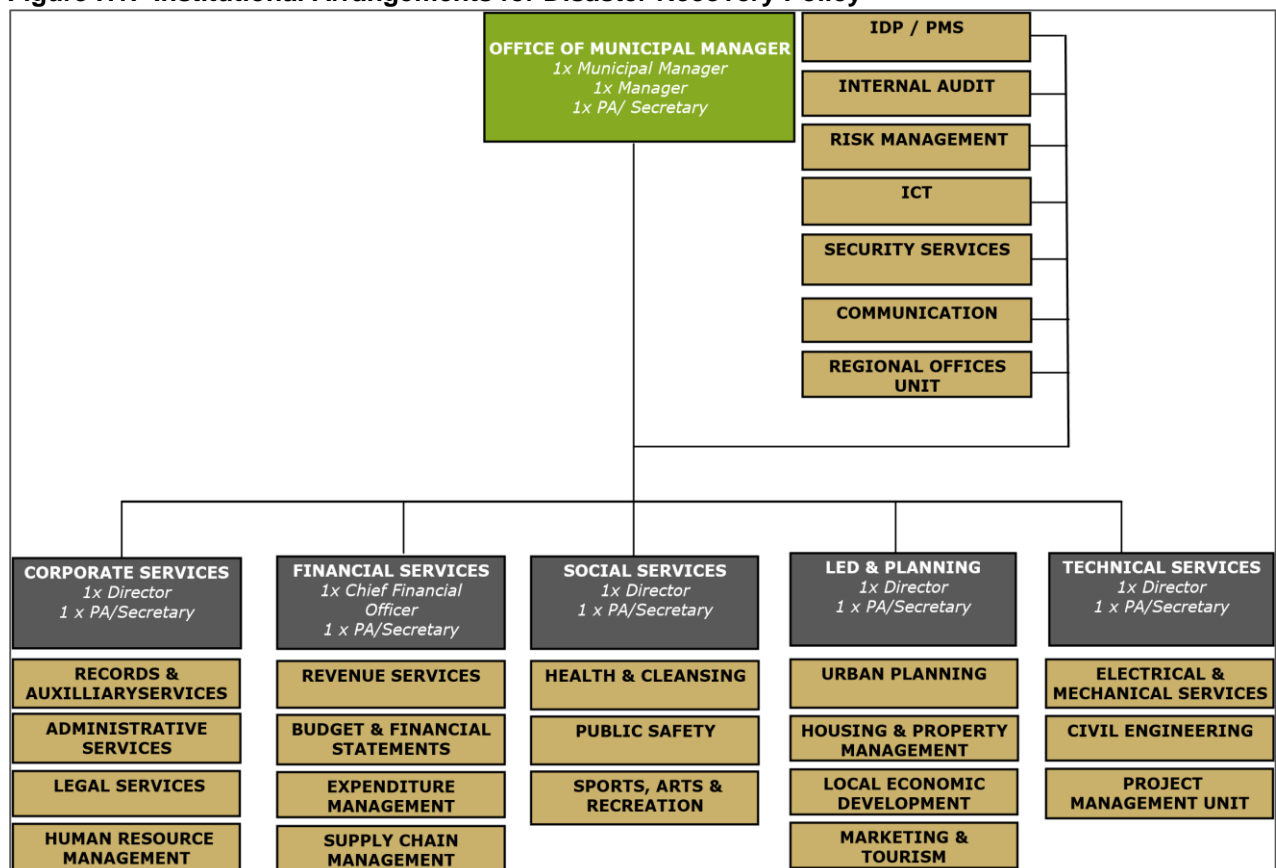 Figure A.1: Institutional Arrangements for Disaster Recovery Policy
OFFICE OF MUNICIPAL MANAGER
1x Municipal Manager
1x Manager
1x PA/ Secretary
IDP / PMS
INTERNAL AUDIT
RISK MANAGEMENT
ICT
SECURITY SERVICES
COMMUNICATION
REGIONAL OFFICES
UNIT
CORPORATE SERVICES
1x Director
1 x PA/Secretary
RECORDS &
AUXILLIARYSERVICES
ADMINISTRATIVE
SERVICES
LEGAL SERVICES
HUMAN RESOURCE
MANAGEMENT
FINANCIAL SERVICES
1x Chief Financial
Officer
1 x PA/Secretary
REVENUE SERVICES
BUDGET & FINANCIAL
STATEMENTS
EXPENDITURE
MANAGEMENT
SUPPLY CHAIN
MANAGEMENT
SOCIAL SERVICES
1x Director
1 x PA/Secretary
HEALTH & CLEANSING
PUBLIC SAFETY
SPORTS, ARTS &
RECREATION
LED & PLANNING
1x Director
1 x PA/Secretary
URBAN PLANNING
HOUSING & PROPERTY
MANAGEMENT
LOCAL ECONOMIC
DEVELOPMENT
MARKETING &
TOURISM
TECHNICAL SERVICES
1x Director
1 x PA/Secretary
ELECTRICAL &
MECHANICAL SERVICES
CIVIL ENGINEERING
PROJECT
MANAGEMENT UNIT